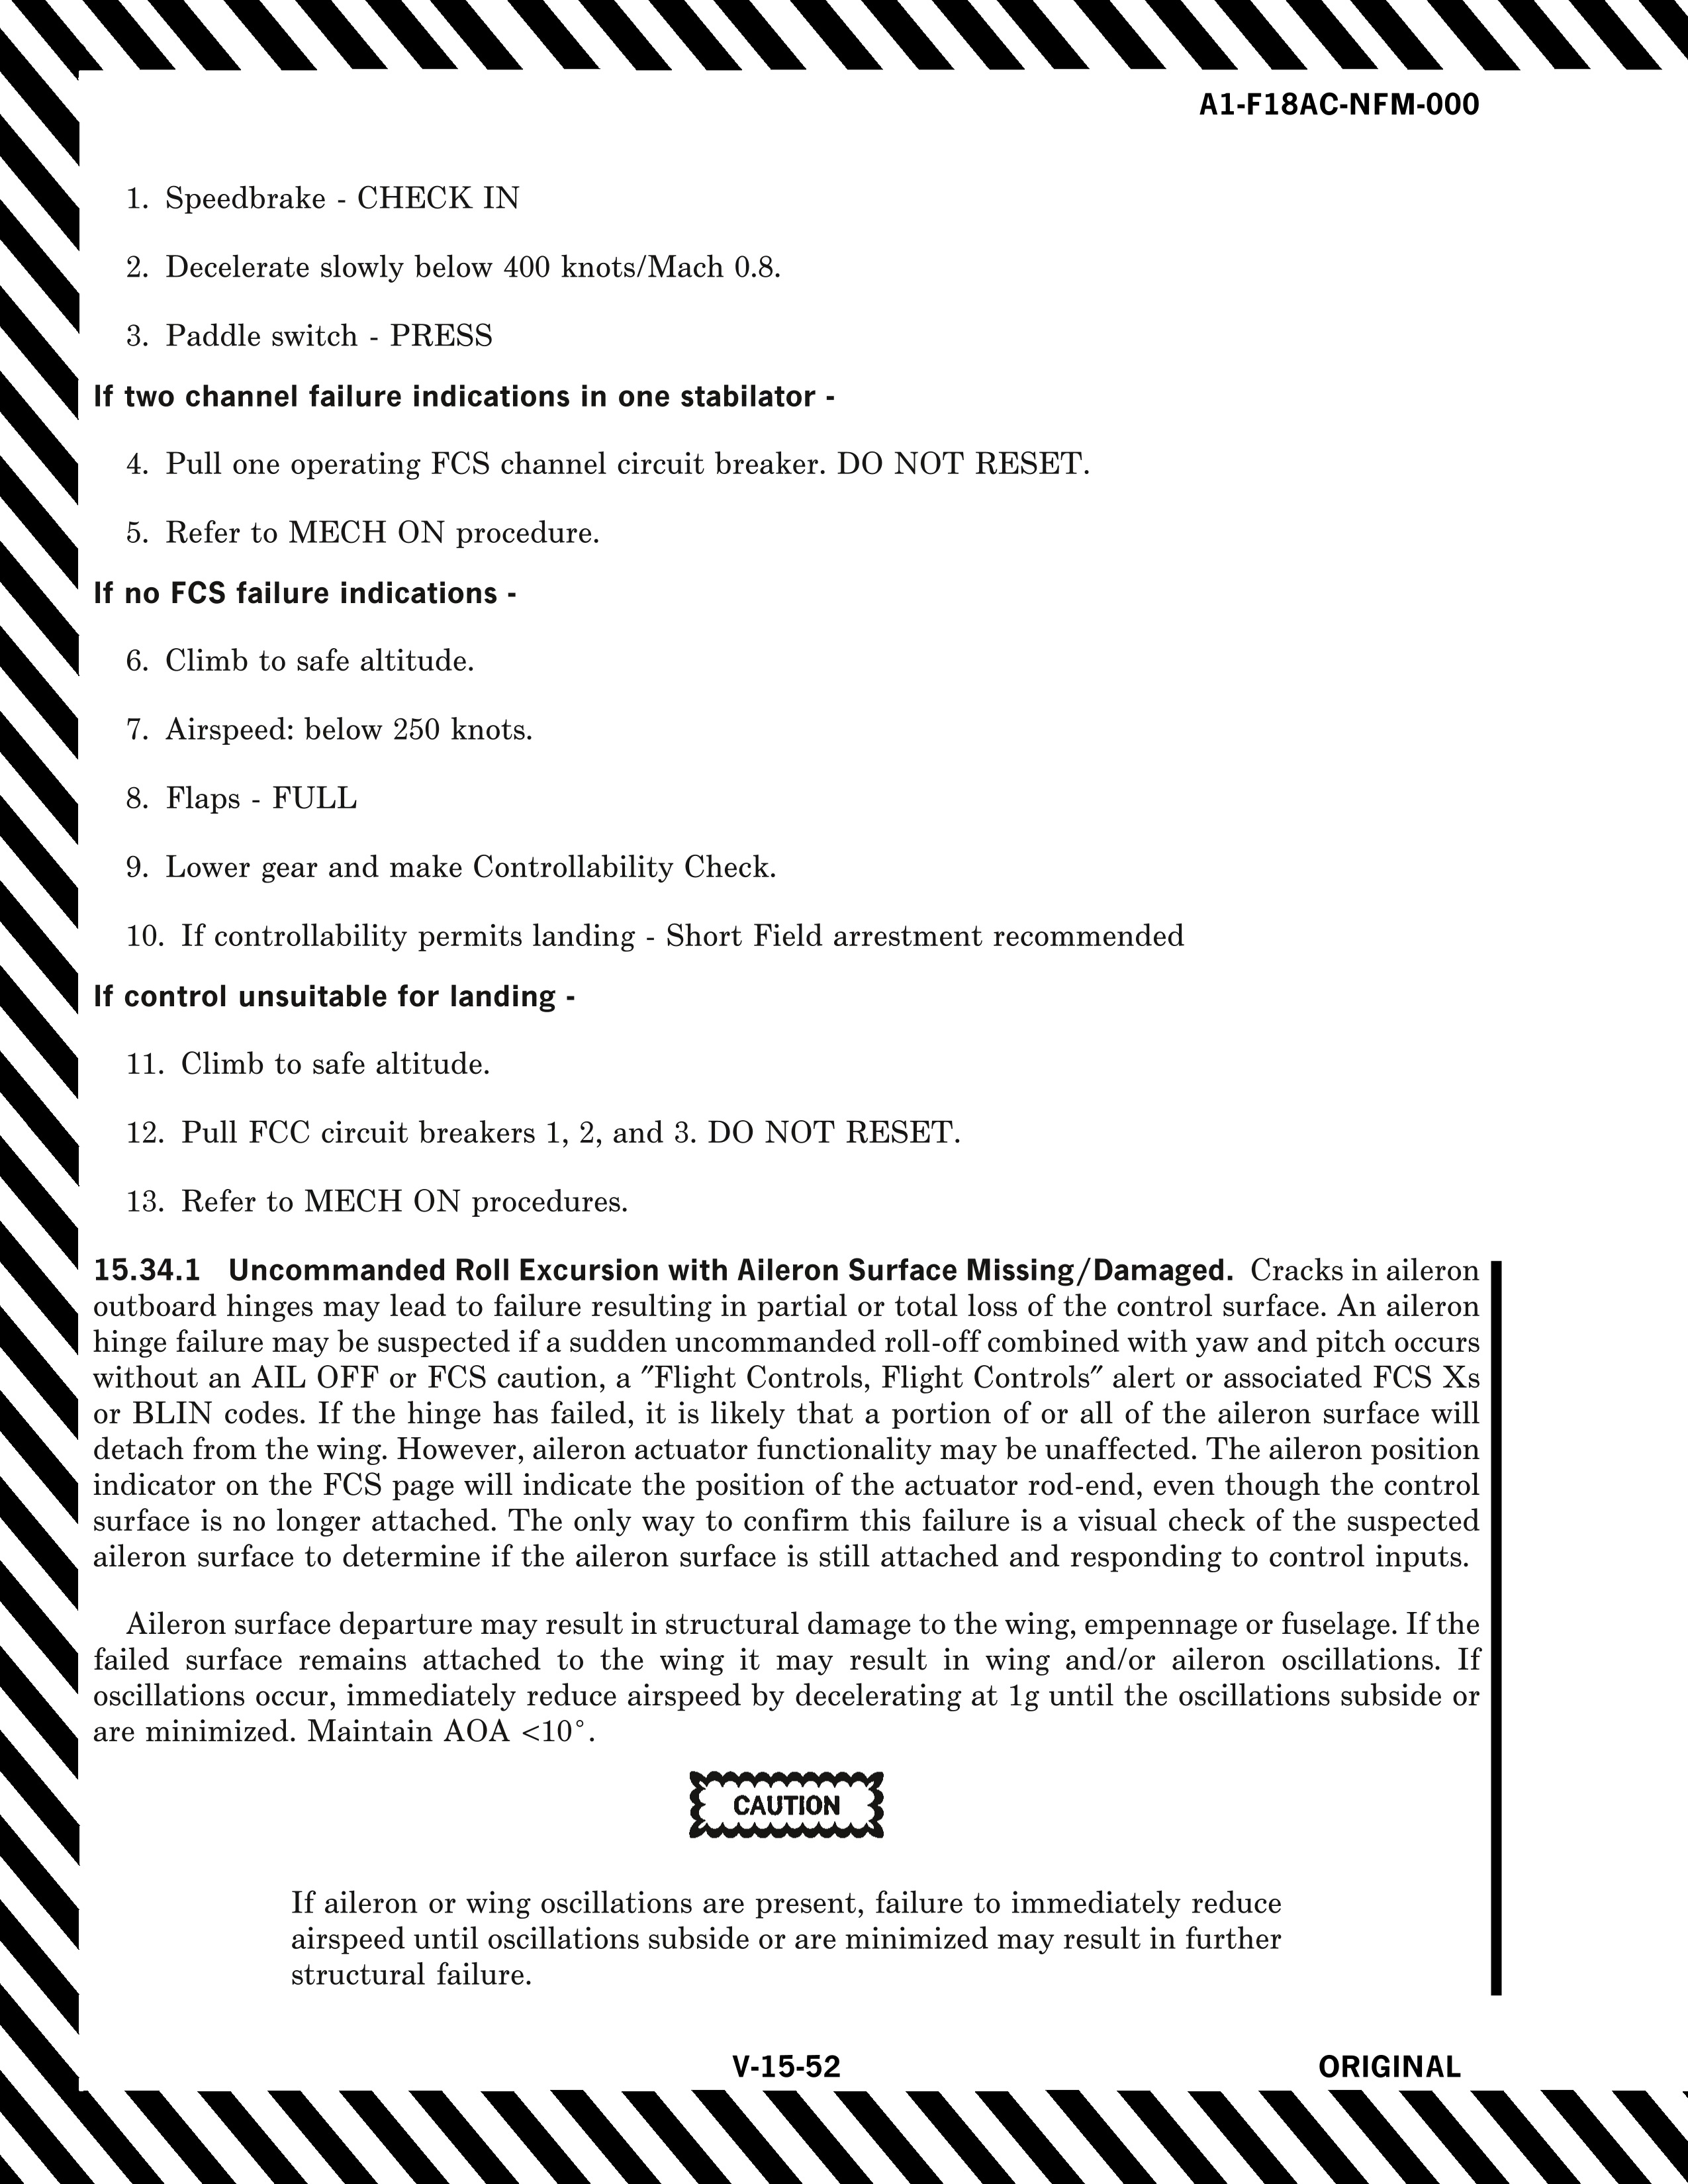 A1-F18AC-NFM-000
1. Speedbrake - CHECK IN
2. Decelerate slowly below 400 knots/Mach 0.8.
3. Paddle switch - PRESS
If two channel failure indications in one stabilator -
4. Pull one operating FCS channel circuit breaker. DO NOT RESET.
5. Refer to MECH ON procedure.
If no FCS failure indications -
6. Climb to safe altitude.
7. Airspeed: below 250 knots.
8. Flaps - FULL
9. Lower gear and make Controllability Check.
10. If controllability permits landing - Short Field arrestment recommended
If control unsuitable for landing -
11. Climb to safe altitude.
12. Pull FCC circuit breakers 1, 2, and 3. DO NOT RESET.
13. Refer to MECH ON procedures.
15.34.1 Uncommanded Roll Excursion with Aileron Surface Missing/Damaged. Cracks in aileron
outboard hinges may lead to failure resulting in partial or total loss of the control surface. An aileron
hinge failure may be suspected if a sudden uncommanded roll-off combined with yaw and pitch occurs
without an AIL OFF or FCS caution, a ″Flight Controls, Flight Controls″ alert or associated FCS Xs
or BLIN codes. If the hinge has failed, it is likely that a portion of or all of the aileron surface will
detach from the wing. However, aileron actuator functionality may be unaffected. The aileron position
indicator on the FCS page will indicate the position of the actuator rod-end, even though the control
surface is no longer attached. The only way to confirm this failure is a visual check of the suspected
aileron surface to determine if the aileron surface is still attached and responding to control inputs.
Aileron surface departure may result in structural damage to the wing, empennage or fuselage. If the
failed surface remains attached to the wing it may result in wing and/or aileron oscillations. If
oscillations occur, immediately reduce airspeed by decelerating at 1g until the oscillations subside or
are minimized. Maintain AOA <10°.
CAUTION
If aileron or wing oscillations are present, failure to immediately reduce
airspeed until oscillations subside or are minimized may result in further
structural failure.
V-15-52
ORIGINAL